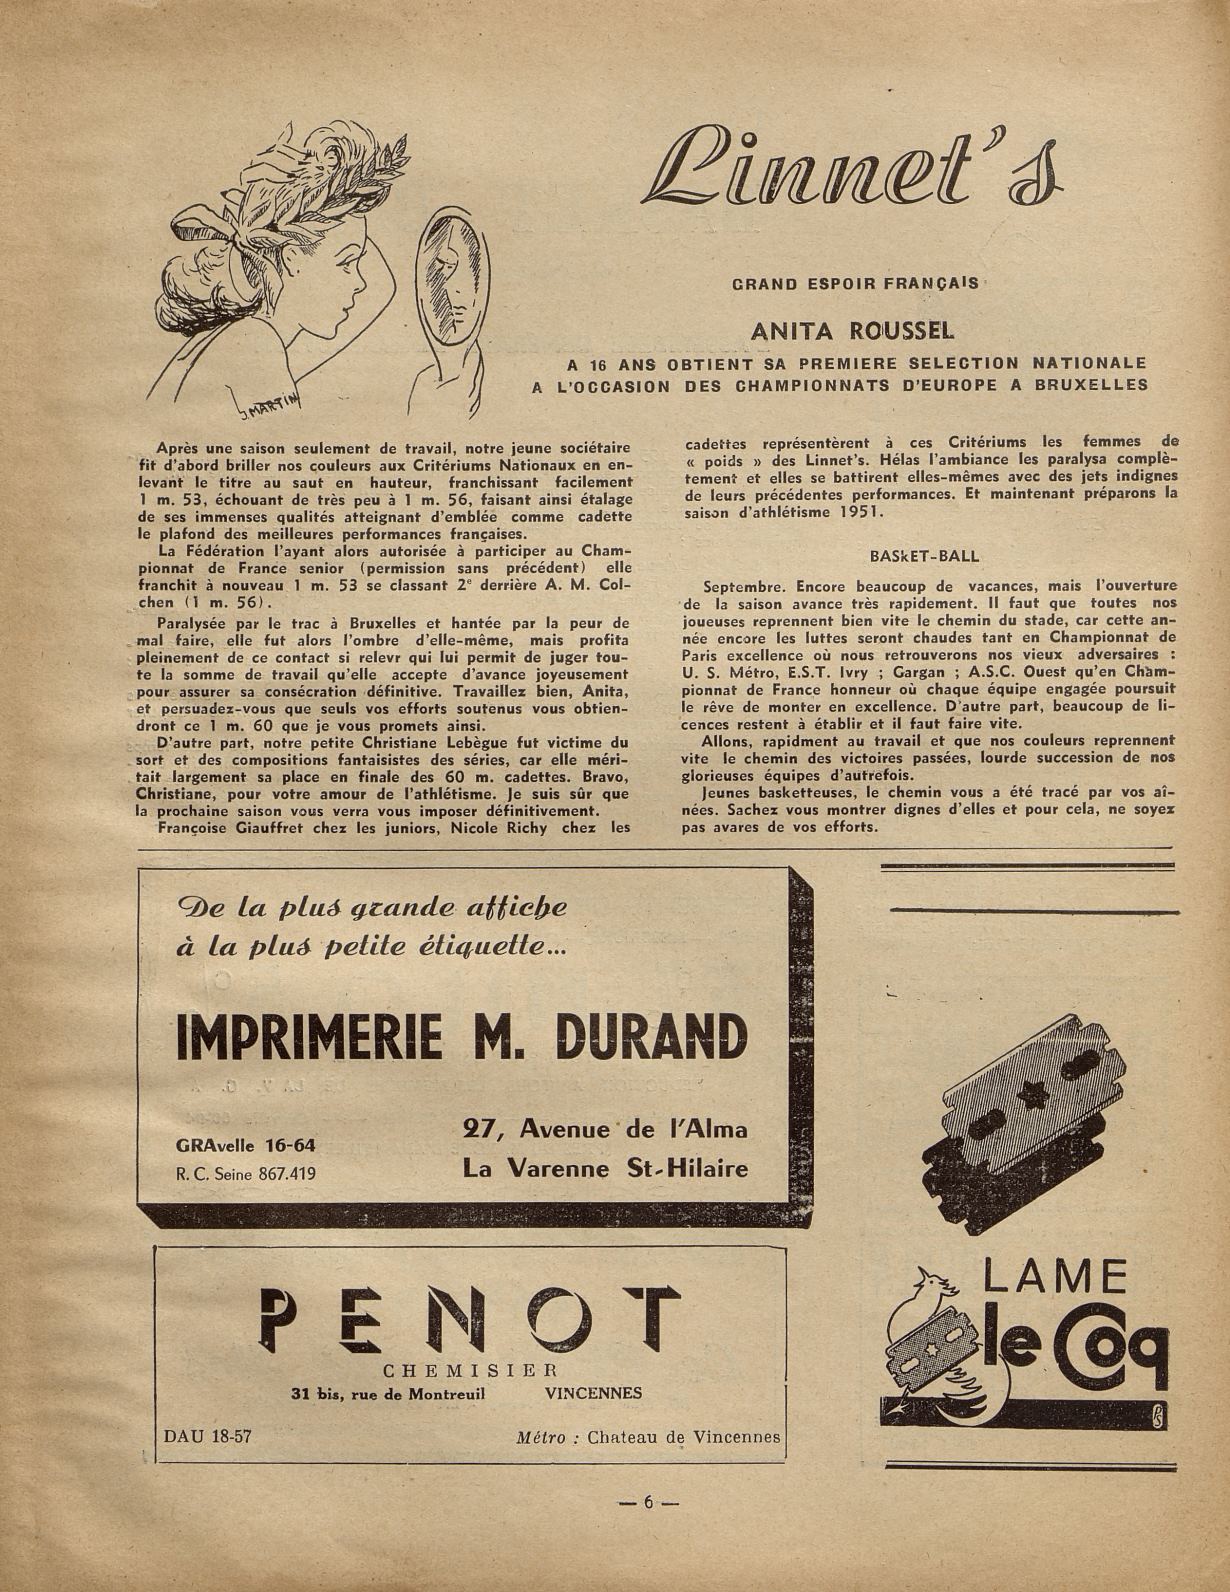 Linnet's
J. MARTIN
GRAND ESPOIR FRANÇAIS
ANITA ROUSSEL
A 16 ANS OBTIENT SA PREMIERE SELECTION NATIONALE
A L'OCCASION DES CHAMPIONNATS D'EUROPE A BRUXELLES
Après une saison seulement de travail, notre jeune sociétaire
fit d'abord briller nos couleurs aux Critériums Nationaux en en-
levant le titre au saut en hauteur, franchissant facilement
1 m. 53, échouant de très peu à 1 m. 56, faisant ainsi étalage
de ses immenses qualités atteignant d'emblée comme cadette
le plafond des meilleures performances françaises.
La Fédération l'ayant alors autorisée à participer au Cham-
pionnat de France senior (permission sans précédent) elle
franchit à nouveau 1 m. 53 se classant 2e derrière A. M. Col-
chen (1 m. 56).
Paralysée par le trac à Bruxelles et hantée par la peur de
mal faire, elle fut alors l'ombre d'elle-même, mais profita
pleinement de ce contact si relevr qui lui permit de juger tou-
te la somme de travail qu'elle accepte d'avance joyeusement
pour assurer sa consécration définitive. Travaillez bien, Anita,
et persuadez-vous que seuls vos efforts soutenus vous obtien-
dront ce 1 m. 60 que je vous promets ainsi.
D'autre part, notre petite Christiane Lebègue fut victime du
sort et des compositions fantaisistes des séries, car elle méri-
tait largement sa place en finale des 60 m. cadettes. Bravo,
Christiane, pour votre amour de l'athlétisme. Je suis sûr que
la prochaine saison vous verra vous imposer définitivement.
Françoise Giauffret chez les juniors, Nicole Richy chez les
cadettes représentèrent à ces Critériums les femmes de
« poids » des Linnet's. Hélas l'ambiance les paralysa complè-
tement et elles se battirent elles-mêmes avec des jets indignes
de leurs précédentes performances. Et maintenant préparons la
saison d'athlétisme 1951.
BASkET-BALL
Septembre. Encore beaucoup de vacances, mais l'ouverture
de la saison avance très rapidement. Il faut que toutes nos
joueuses reprennent bien vite le chemin du stade, car cette an-
née encore les luttes seront chaudes tant en Championnat de
Paris excellence où nous retrouverons nos vieux adversaires :
U. S. Métro, E.S.T. Ivry ; Gargan ; A.S.C. Ouest qu'en Cham-
pionnat de France honneur où chaque équipe engagée poursuit
le rêve de monter en excellence. D'autre part, beaucoup de li-
cences restent à établir et il faut faire vite.
Allons, rapidment au travail et que nos couleurs reprennent
vite le chemin des victoires passées, lourde succession de nos
glorieuses équipes d'autrefois.
Jeunes basketteuses, le chemin vous a été tracé par vos aî-
nées. Sachez vous montrer dignes d'elles et pour cela, ne soyez
pas avares de vos efforts.
De la plus grande affiche
à la plus petite étiquette...
IMPRIMERIE M. DURAND
27, Avenue de l'Alma
La Varenne St-Hilaire
GRAvelle 16-64
R. C. Seine 867.419
PENOT
CHEMISIER
31 bis, rue de Montreuil VINCENNES
DAU 18-57
Métro : Chateau de Vincennes
LAME
le Coq
PS
— 6 —